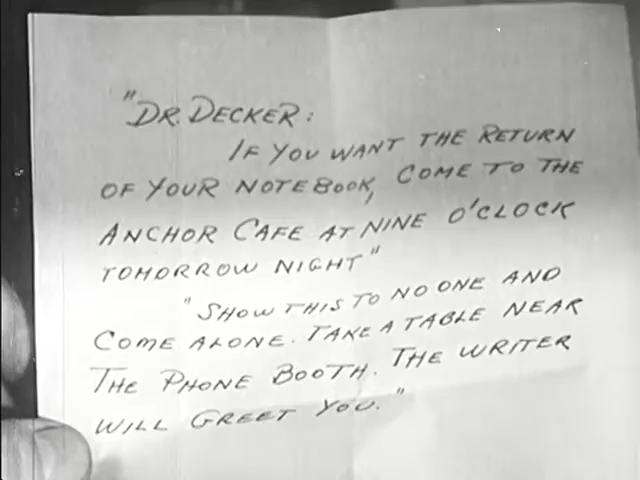 "DR. DECKER:
IF YOU WANT THE RETURN
OF YOUR NOTEBOOK, COME TO THE
ANCHOR CAFE AT NINE O'CLOCK
TOMORROW NIGHT"
"SHOW THIS TO NO ONE AND
COME ALONE. TAKE A TABLE NEAR
THE PHONE BOOTH. THE WRITER
WILL GREET YOU."